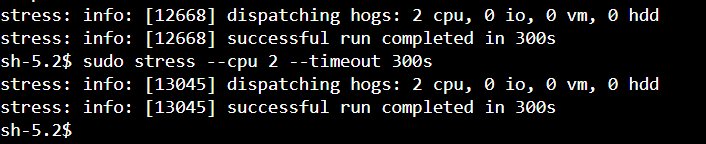 stress: info: [12668] dispatching hogs: 2 cpu, 0 io, 0 vm, 0 hdd
stress: info: [12668] successful run completed in 300s
sh-5.2$ sudo stress --cpu 2 --timeout 300s
stress: info: [13045] dispatching hogs: 2 cpu, 0 io, 0 vm, 0 hdd
stress: info: [13045] successful run completed in 300s
sh-5.2$